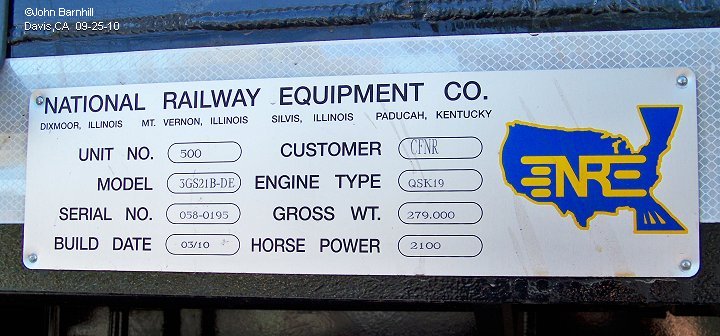 ©John Barnhill
Davis,CA 09-25-10
NATIONAL RAILWAY EQUIPMENT CO.
DIXMOOR, ILLINOIS MT. VERNON, ILLINOIS SILVIS, ILLINOIS PADUCAH, KENTUCKY
UNIT NO. 500 CUSTOMER CFNR
MODEL 3GS21B-DE ENGINE TYPE QSK19
SERIAL NO. 058-0195 GROSS WT. 279.000
BUILD DATE 03/10 HORSE POWER 2100
NRE